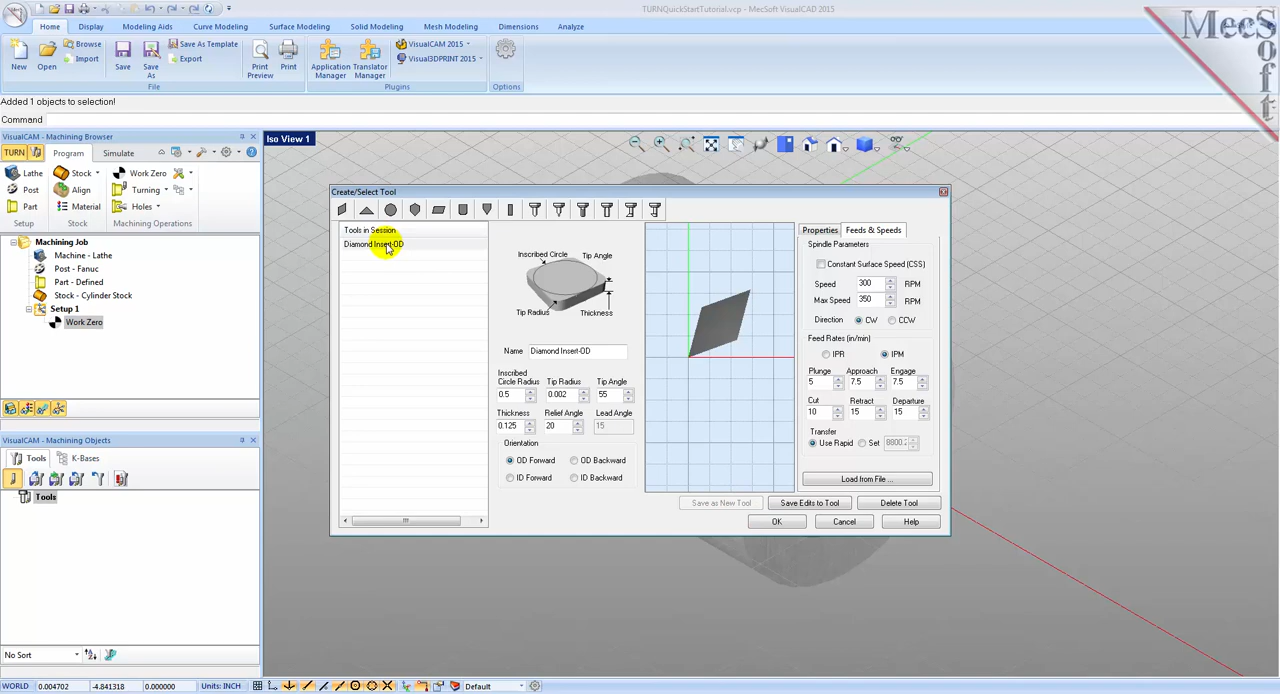 TURNQuickStartTutorial.vcp - MecSoft VisualCAD 2015
Home Display Modeling Aids Curve Modeling Surface Modeling Solid Modeling Mesh Modeling Dimensions Analyze
New Open Browse Import Save Save As Save As Template Export Print Preview Print Application Manager Translator Manager VisualCAM 2015 Visual3DPRINT 2015
File Plugins Options
Added 1 objects to selection!
Command
VisualCAM - Machining Browser
TURN Program Simulate
Lathe Stock Work Zero
Post Align Turning
Part Material Holes
Setup Stock Machining Operations
Machining Job
Machine - Lathe
Post - Fanuc
Part - Defined
Stock - Cylinder Stock
Setup 1
Work Zero
VisualCAM - Machining Objects
Tools K-Bases
Tools
No Sort
WORLD 0.004702 -4.841318 0.000000 Units: INCH Default
Iso View 1
Create/Select Tool
Tools in Session
Diamond Insert-OD
Inscribed Circle Tip Angle
Tip Radius Thickness
Name Diamond Insert-OD
Inscribed Circle Radius Tip Radius Tip Angle
0.5 0.002 55
Thickness Relief Angle Lead Angle
0.125 20 15
Orientation
OD Forward OD Backward
ID Forward ID Backward
Properties Feeds & Speeds
Spindle Parameters
Constant Surface Speed (CSS)
Speed 300 RPM
Max Speed 350 RPM
Direction CW CCW
Feed Rates (in/min)
IPR IPM
Plunge Approach Engage
5 7.5 7.5
Cut Retract Departure
10 15 15
Transfer
Use Rapid Set 8800.2
Load from File ...
Save as New Tool Save Edits to Tool Delete Tool
OK Cancel Help
MecSoft